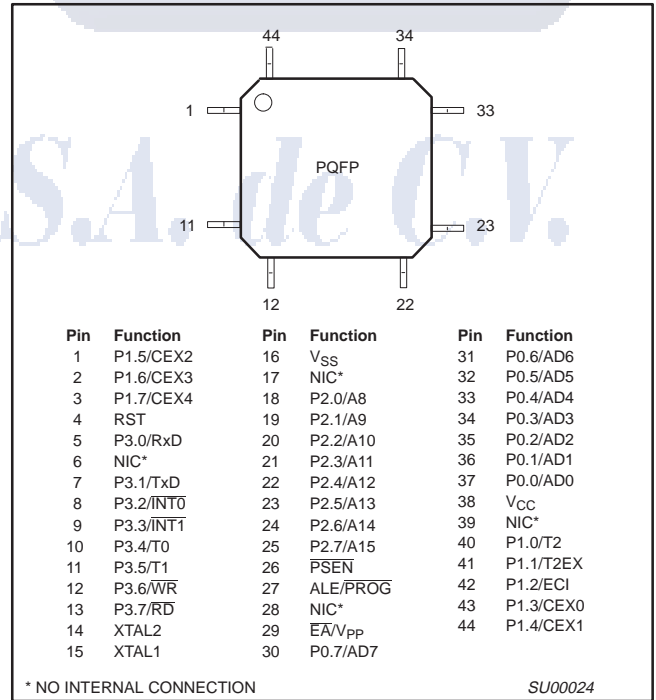 44 34
1 33
PQFP
11 23
12 22
Pin Function Pin Function Pin Function
1 P1.5/CEX2 16 VSS 31 P0.6/AD6
2 P1.6/CEX3 17 NIC* 32 P0.5/AD5
3 P1.7/CEX4 18 P2.0/A8 33 P0.4/AD4
4 RST 19 P2.1/A9 34 P0.3/AD3
5 P3.0/RxD 20 P2.2/A10 35 P0.2/AD2
6 NIC* 21 P2.3/A11 36 P0.1/AD1
7 P3.1/TxD 22 P2.4/A12 37 P0.0/AD0
8 P3.2/INT0 23 P2.5/A13 38 VCC
9 P3.3/INT1 24 P2.6/A14 39 NIC*
10 P3.4/T0 25 P2.7/A15 40 P1.0/T2
11 P3.5/T1 26 PSEN 41 P1.1/T2EX
12 P3.6/WR 27 ALE/PROG 42 P1.2/ECI
13 P3.7/RD 28 NIC* 43 P1.3/CEX0
14 XTAL2 29 EA/VPP 44 P1.4/CEX1
15 XTAL1 30 P0.7/AD7
* NO INTERNAL CONNECTION SU00024
S.A. de C.V.